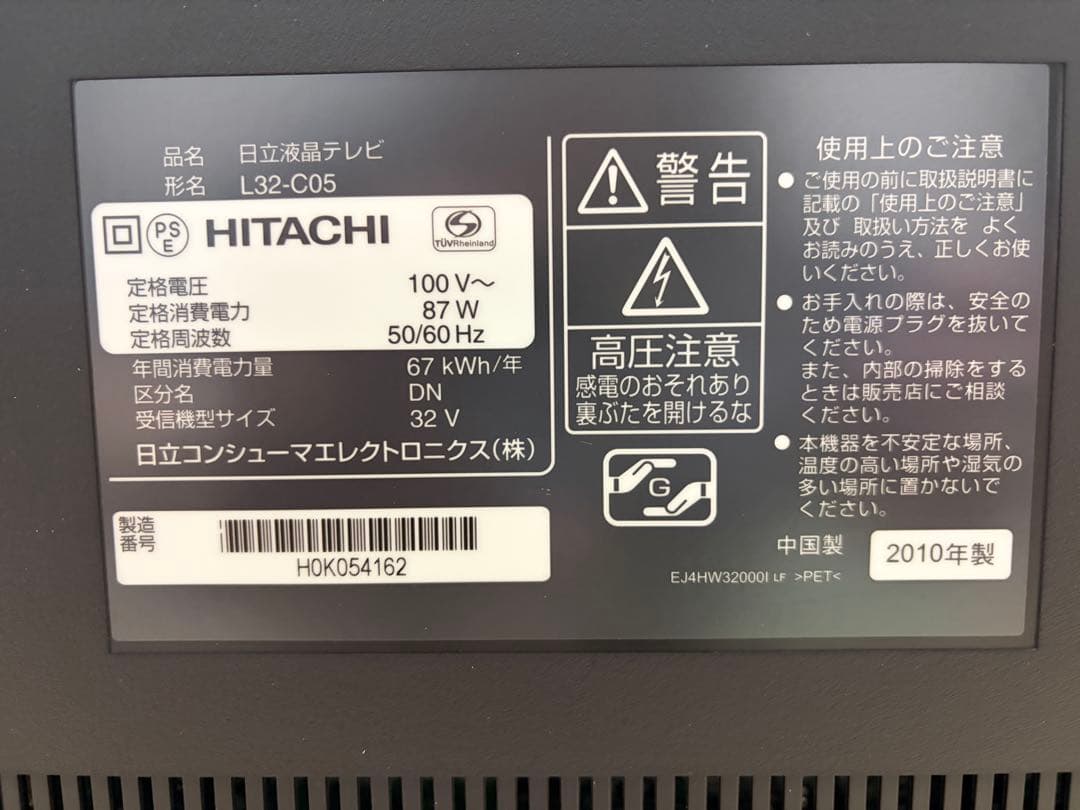 品名 日立液晶テレビ
形名 L32-C05
PS
E
HITACHI
TÜVRheinland
定格電圧 100 V～
定格消費電力 87 W
定格周波数 50/60 Hz
年間消費電力量 67 kWh/年
区分名 DN
受信機型サイズ 32 V
日立コンシューマエレクトロニクス(株)
製造
番号
H0K054162
警告
高圧注意
感電のおそれあり
裏ぶたを開けるな
G
使用上のご注意
● ご使用の前に取扱説明書に
記載の「使用上のご注意」
及び 取扱い方法を よく
お読みのうえ、正しくお使
いください。
● お手入れの際は、安全の
ため電源プラグを抜いて
ください。
また、内部の掃除をする
ときは販売店にご相談
ください。
● 本機器を不安定な場所、
温度の高い場所や湿気の
多い場所に置かないで
ください。
中国製
2010年製
EJ4HW32000I LF >PET<